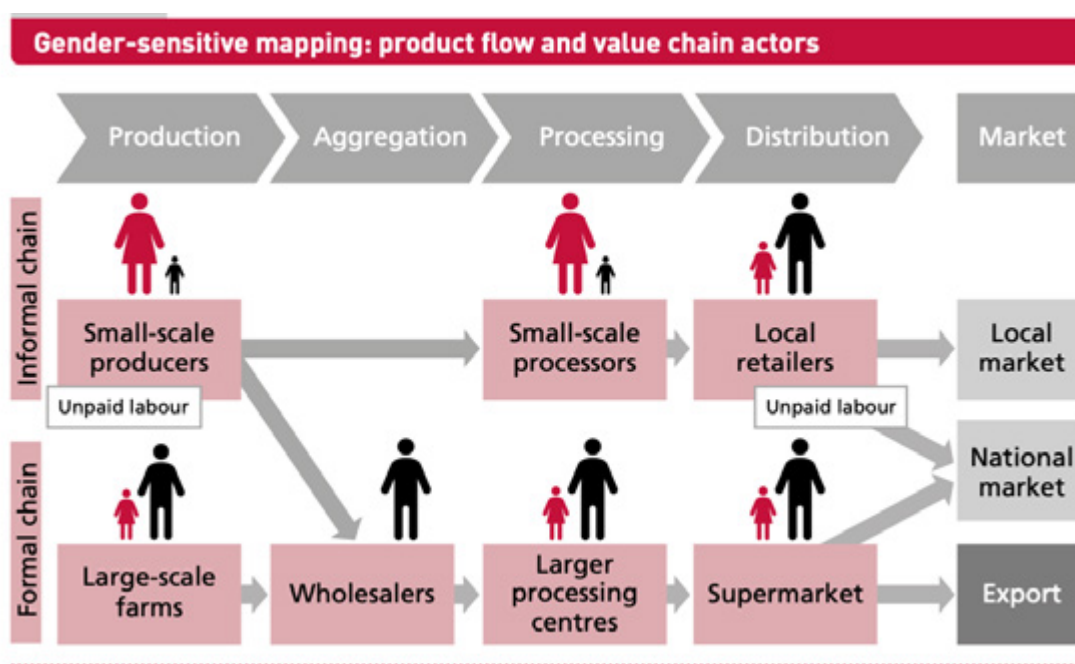 Gender-sensitive mapping: product flow and value chain actors
Production
Aggregation
Processing
Distribution
Market
Informal chain
Small-scale
producers
Unpaid labour
Small-scale
processors
Local
retailers
Unpaid labour
Local
market
National
market
Formal chain
Large-scale
farms
Wholesalers
Larger
processing
centres
Supermarket
Export